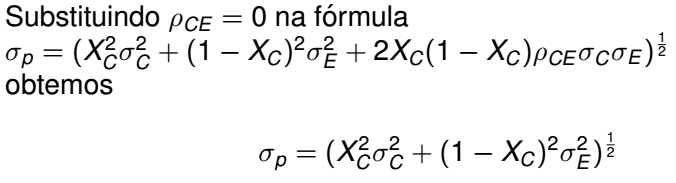 Substituindo ρ_CE = 0 na fórmula
σ_p = (X_C^2 σ_C^2 + (1 − X_C)^2 σ_E^2 + 2X_C(1 − X_C)ρ_CE σ_C σ_E)^{1/2}
obtemos
σ_p = (X_C^2 σ_C^2 + (1 − X_C)^2 σ_E^2)^{1/2}